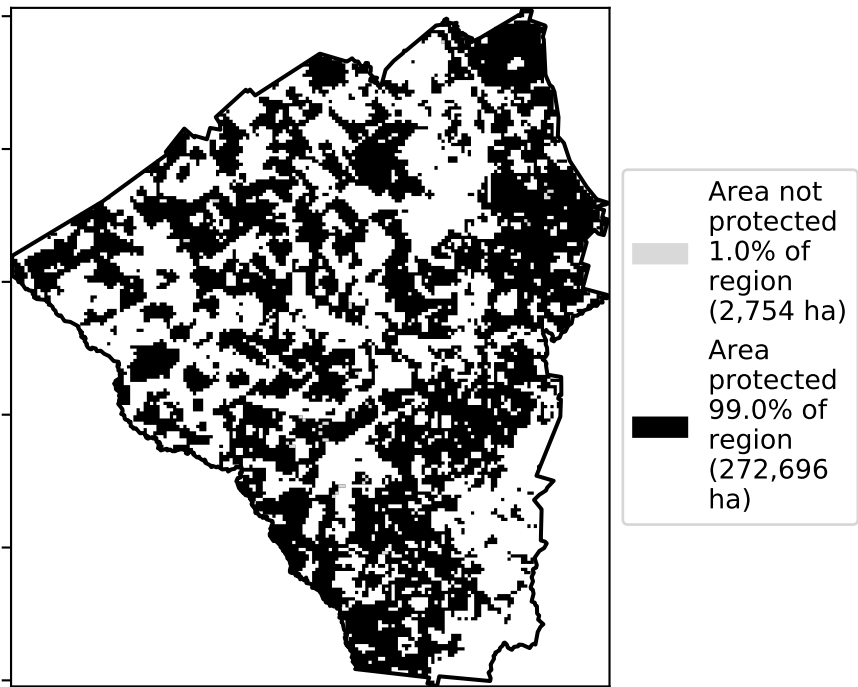 Area not
protected
1.0% of
region
(2,754 ha)
Area
protected
99.0% of
region
(272,696
ha)